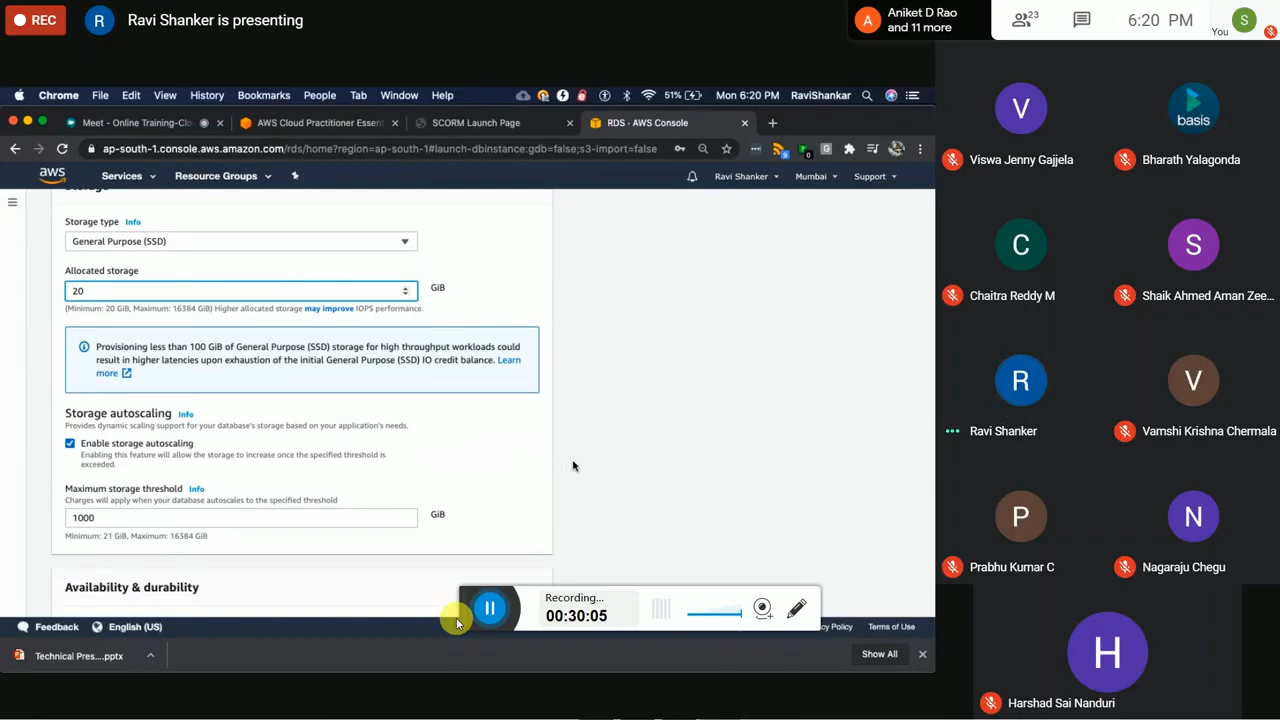 REC
R
Ravi Shanker is presenting
A
Aniket D Rao
and 11 more
23
6:20 PM
You
S
Chrome File Edit View History Bookmarks People Tab Window Help
51%
Mon 6:20 PM RaviShankar
Meet - Online Training-Clo
AWS Cloud Practitioner Essent
SCORM Launch Page
RDS · AWS Console
ap-south-1.console.aws.amazon.com/rds/home?region=ap-south-1#launch-dbinstance:gdb=false;s3-import=false
aws
Services
Resource Groups
Ravi Shanker
Mumbai
Support
Storage
Storage type Info
General Purpose (SSD)
Allocated storage
20
GiB
(Minimum: 20 GiB, Maximum: 16384 GiB) Higher allocated storage may improve IOPS performance.
Provisioning less than 100 GiB of General Purpose (SSD) storage for high throughput workloads could
result in higher latencies upon exhaustion of the initial General Purpose (SSD) IO credit balance. Learn
more
Storage autoscaling Info
Provides dynamic scaling support for your database's storage based on your application's needs.
Enable storage autoscaling
Enabling this feature will allow the storage to increase once the specified threshold is
exceeded.
Maximum storage threshold Info
Charges will apply when your database autoscales to the specified threshold
1000
GiB
Minimum: 21 GiB, Maximum: 16384 GiB
Availability & durability
Recording...
00:30:05
Feedback
English (US)
cy Policy
Terms of Use
Technical Pres....pptx
Show All
V
Viswa Jenny Gajjela
basis
Bharath Yalagonda
C
Chaitra Reddy M
S
Shaik Ahmed Aman Zee...
R
Ravi Shanker
V
Vamshi Krishna Chermala
P
Prabhu Kumar C
N
Nagaraju Chegu
H
Harshad Sai Nanduri